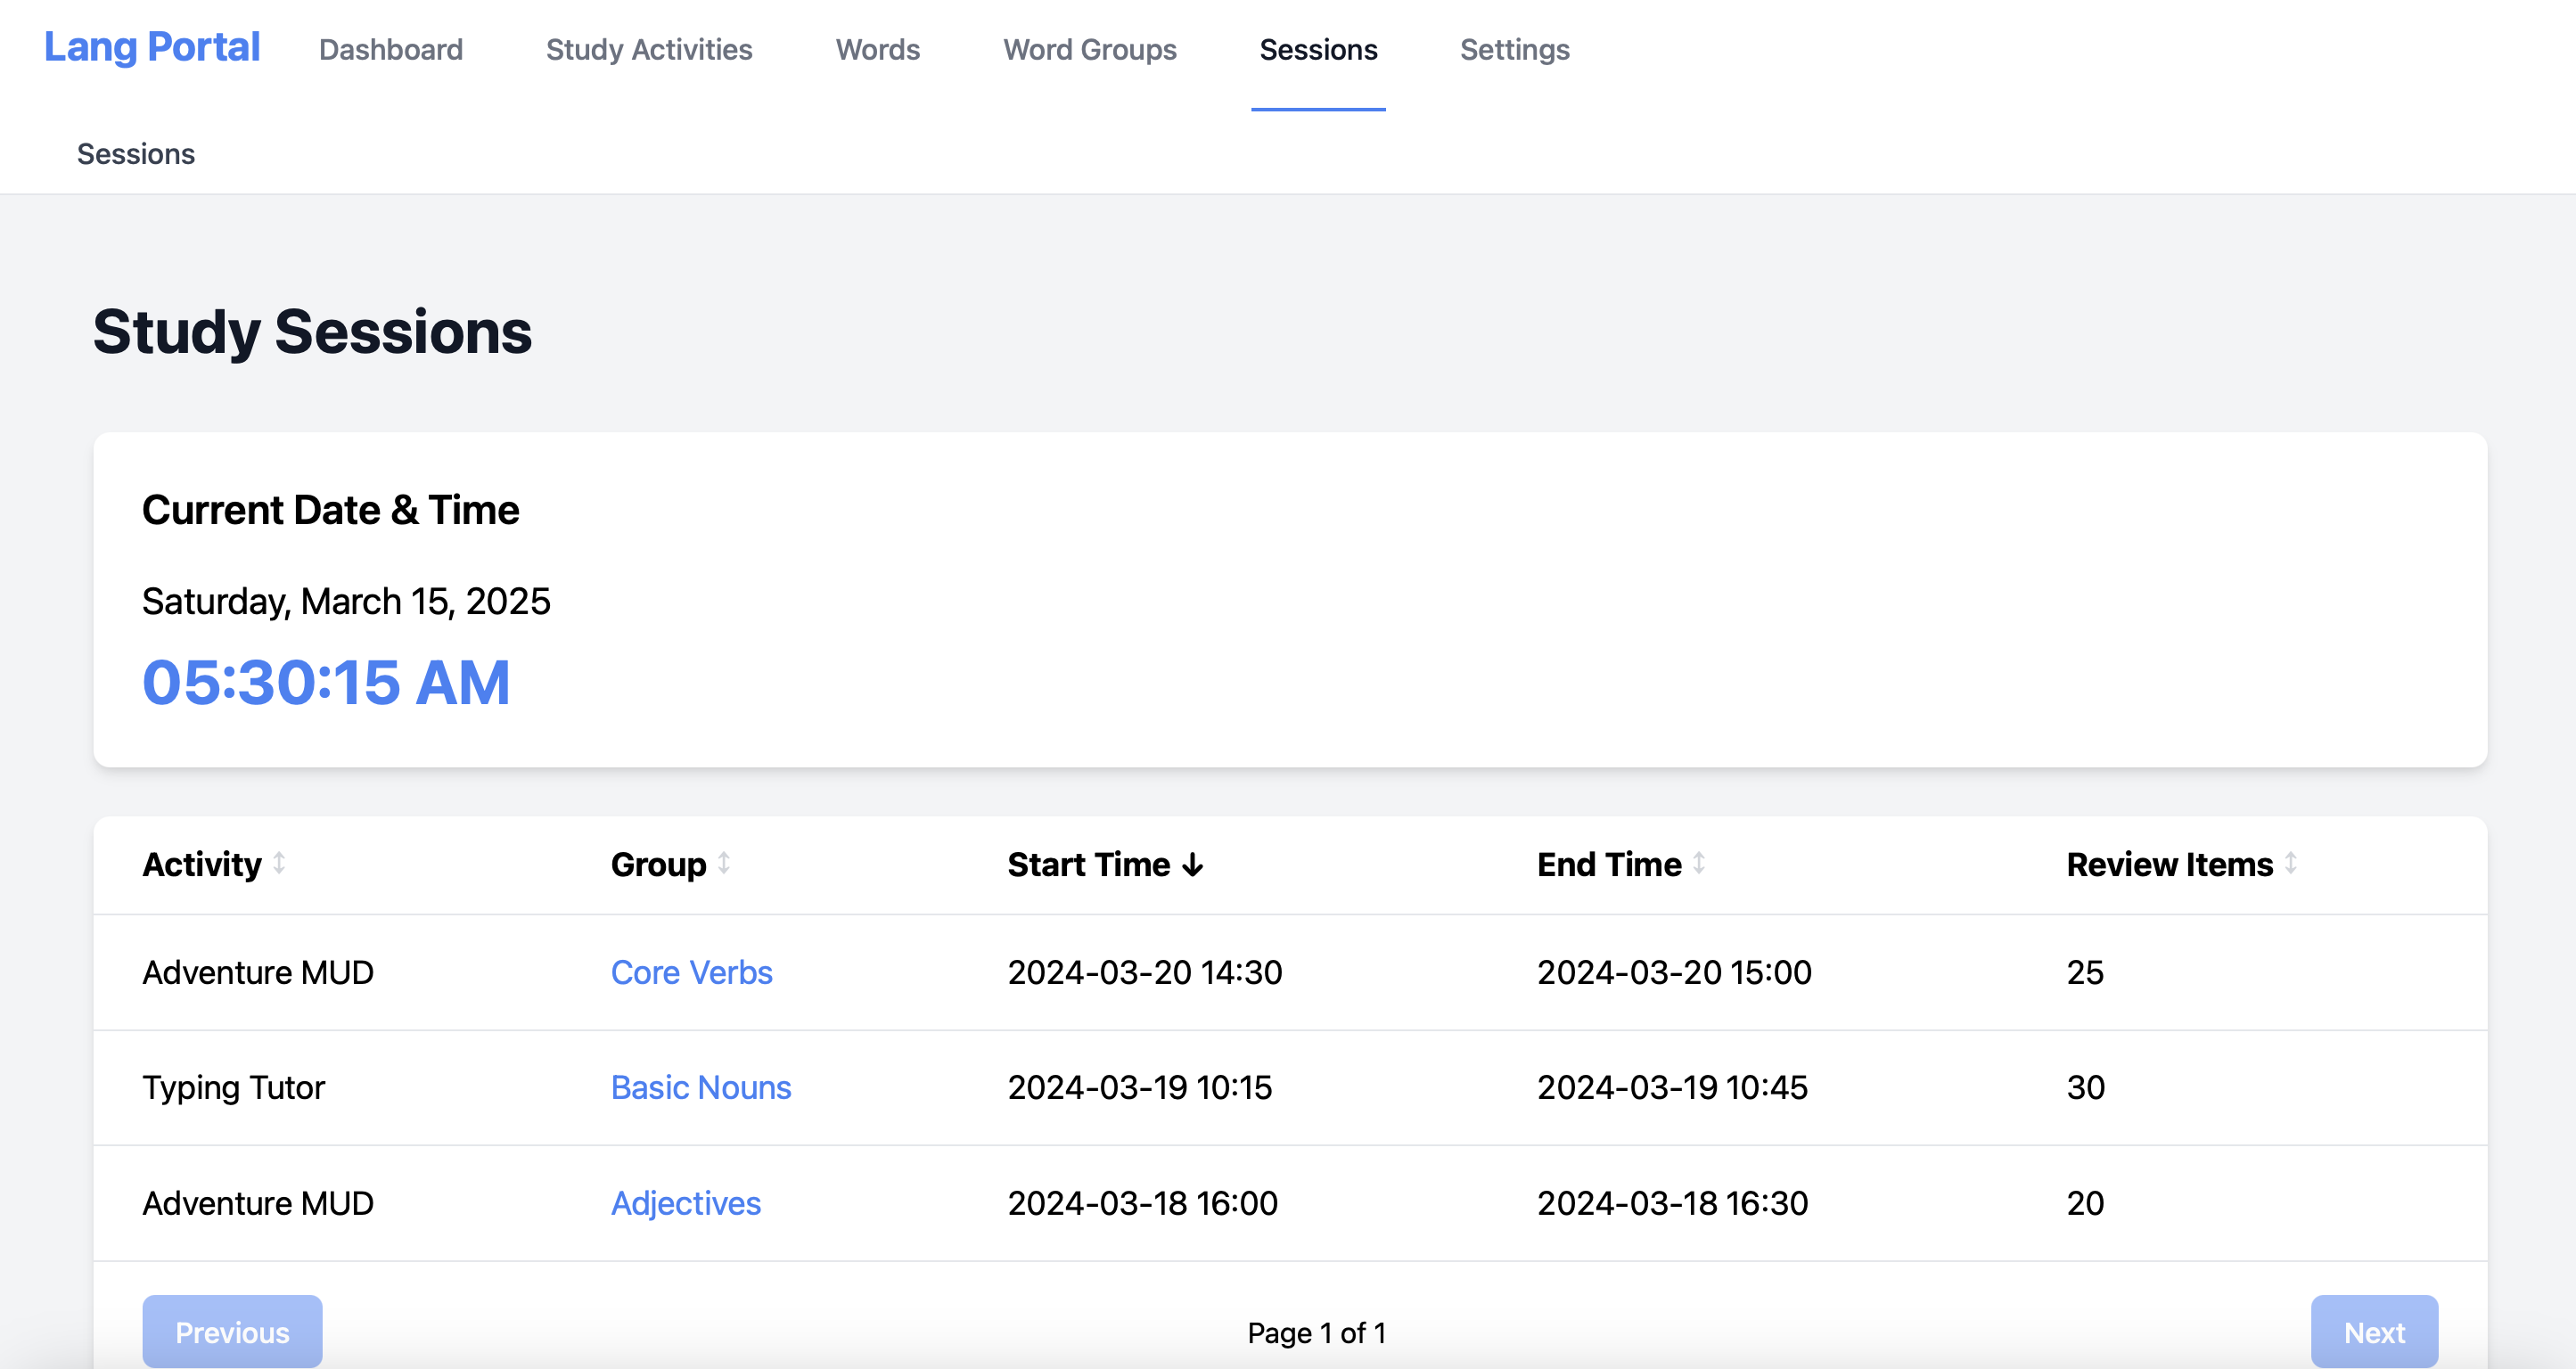 Lang Portal Dashboard Study Activities Words Word Groups Sessions Settings
Sessions
Study Sessions
Current Date & Time
Saturday, March 15, 2025
05:30:15 AM
Activity Group Start Time End Time Review Items
Adventure MUD Core Verbs 2024-03-20 14:30 2024-03-20 15:00 25
Typing Tutor Basic Nouns 2024-03-19 10:15 2024-03-19 10:45 30
Adventure MUD Adjectives 2024-03-18 16:00 2024-03-18 16:30 20
Previous Page 1 of 1 Next